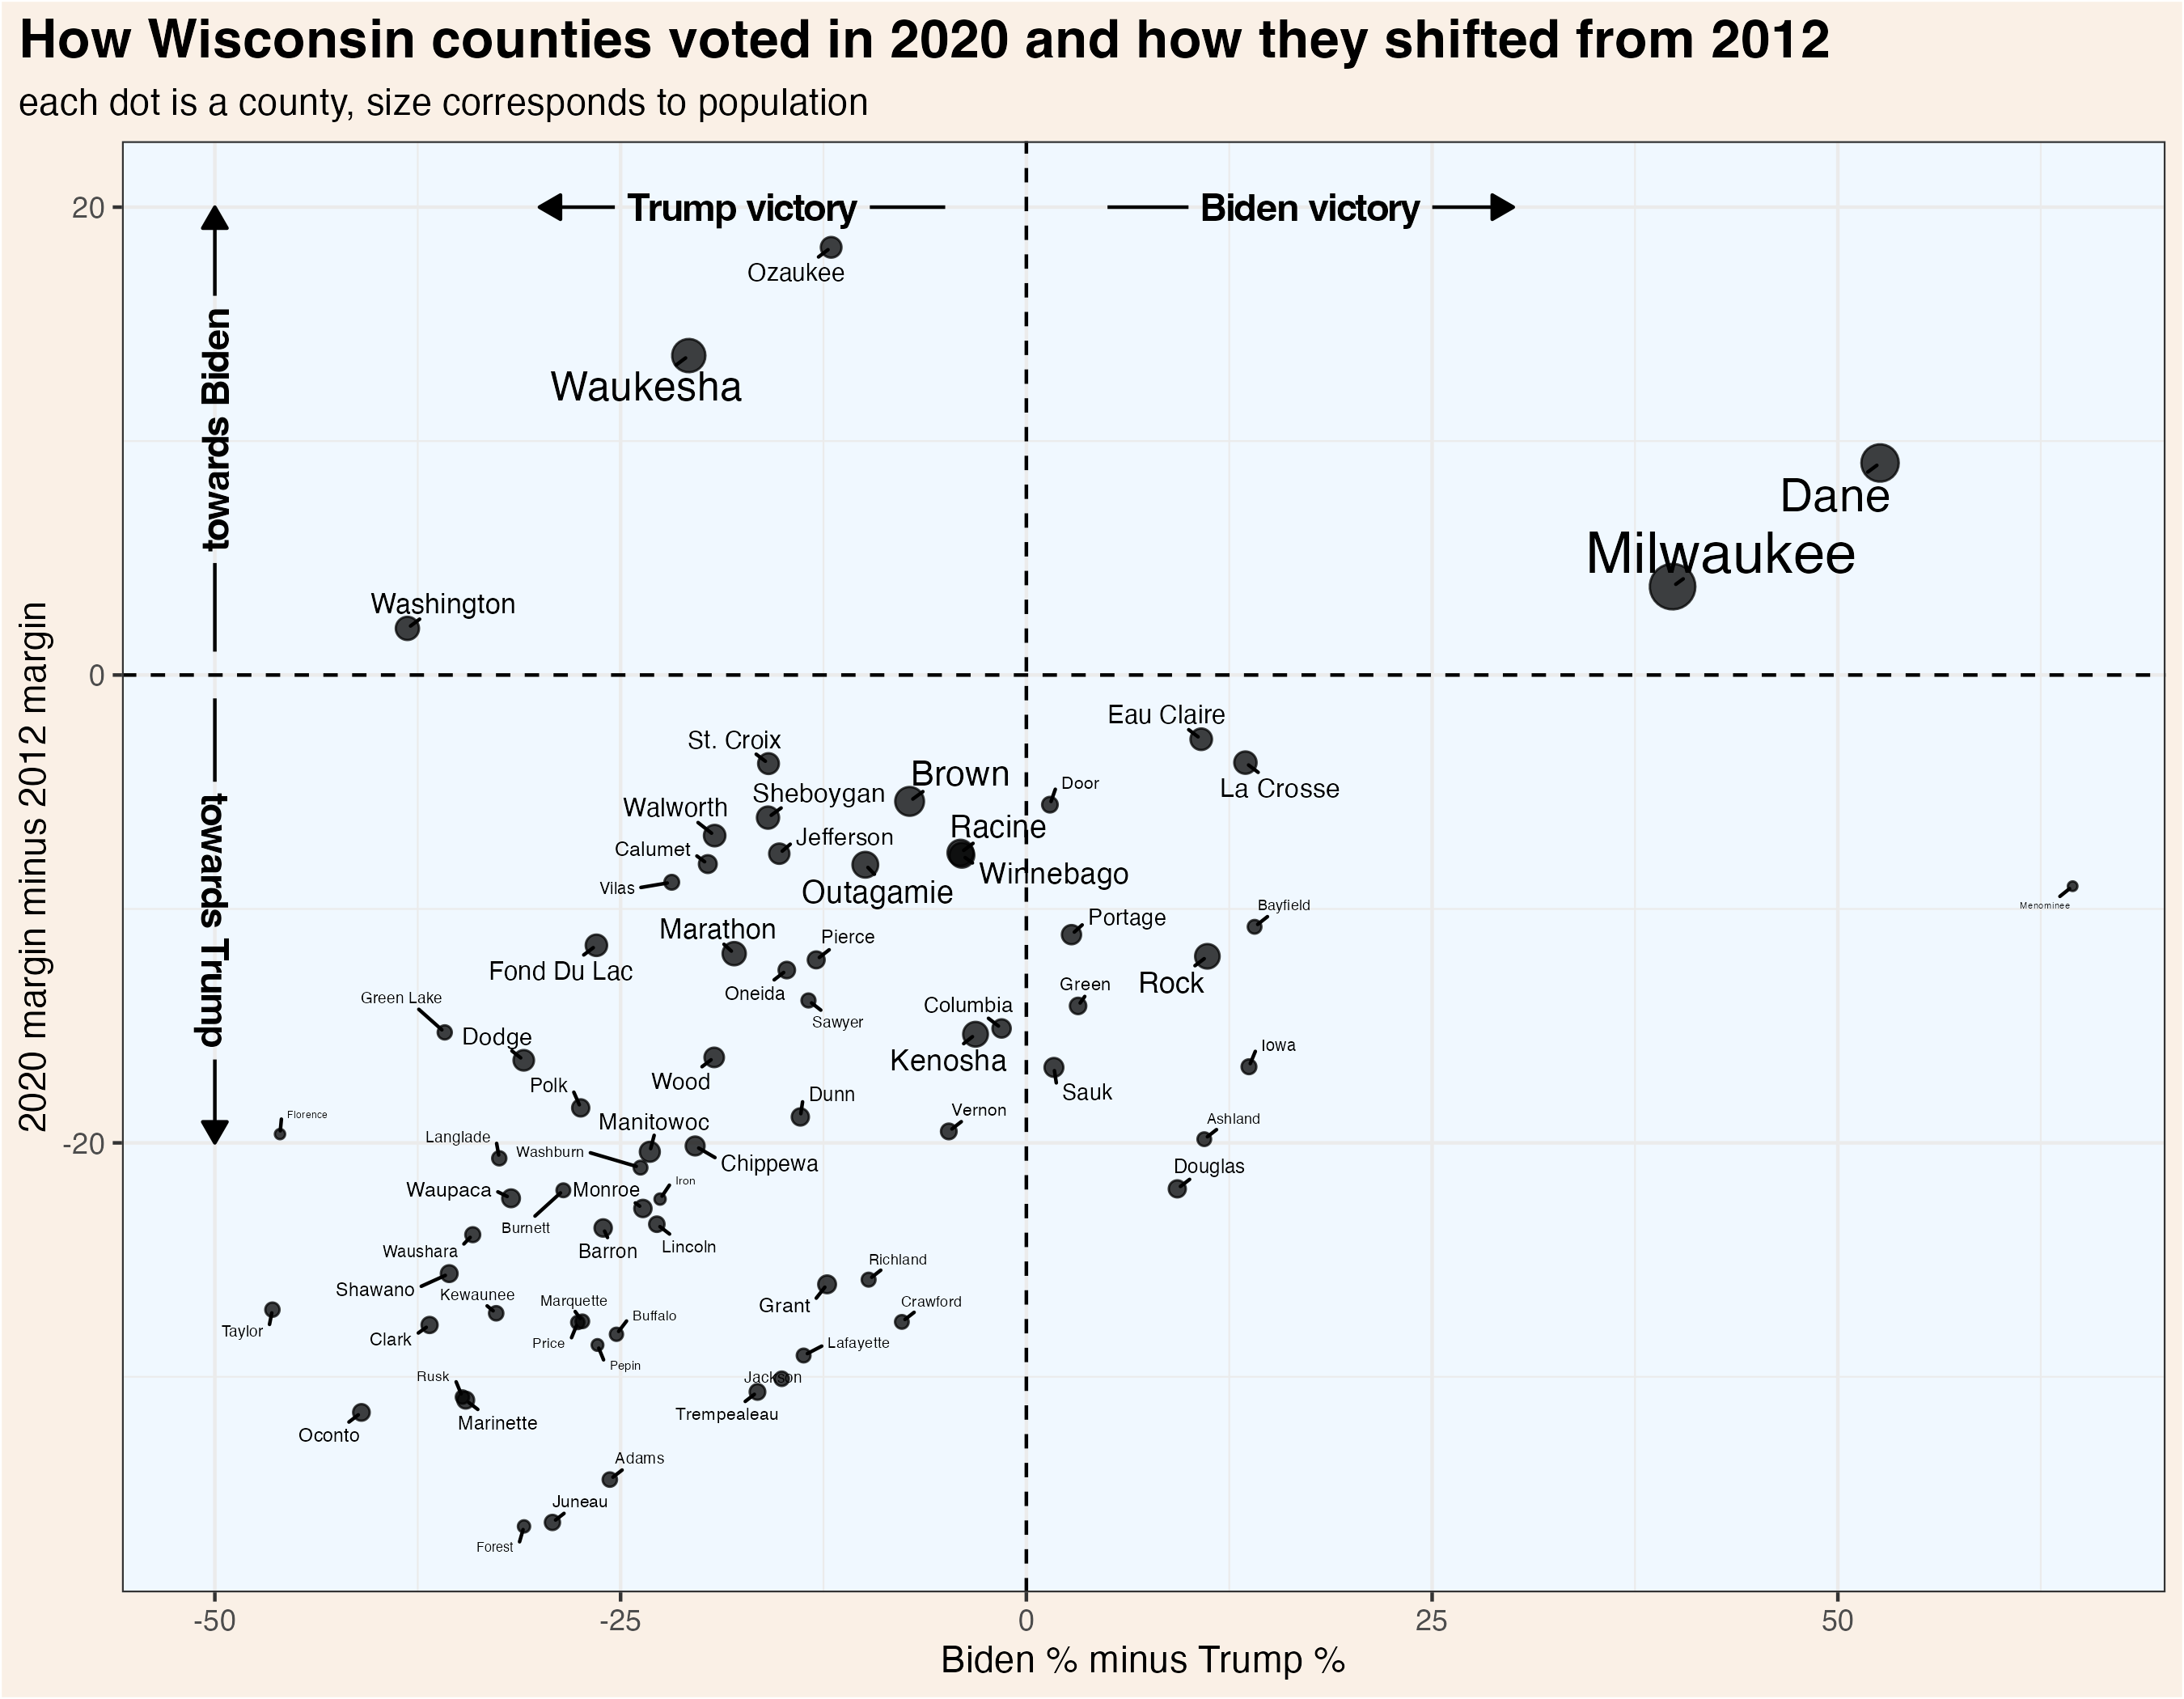 How Wisconsin counties voted in 2020 and how they shifted from 2012
each dot is a county, size corresponds to population
20
Trump victory
Biden victory
Ozaukee
towards Biden
Waukesha
Dane
Milwaukee
Washington
2020 margin minus 2012 margin
0
Eau Claire
St. Croix
Brown
Door
La Crosse
Sheboygan
Walworth
Racine
Jefferson
Calumet
Winnebago
Vilas
Outagamie
towards Trump
Bayfield
Menominee
Portage
Marathon
Pierce
Fond Du Lac
Rock
Oneida
Green
Green Lake
Columbia
Sawyer
Dodge
Iowa
Kenosha
Wood
Polk
Sauk
Dunn
Vernon
Florence
Manitowoc
Ashland
-20
Langlade
Washburn
Chippewa
Douglas
Iron
Waupaca
Monroe
Burnett
Lincoln
Barron
Waushara
Richland
Shawano
Kewaunee
Marquette
Grant
Crawford
Buffalo
Taylor
Clark
Price
Lafayette
Pepin
Rusk
Jackson
Trempealeau
Marinette
Oconto
Adams
Juneau
Forest
-50
-25
0
25
50
Biden % minus Trump %